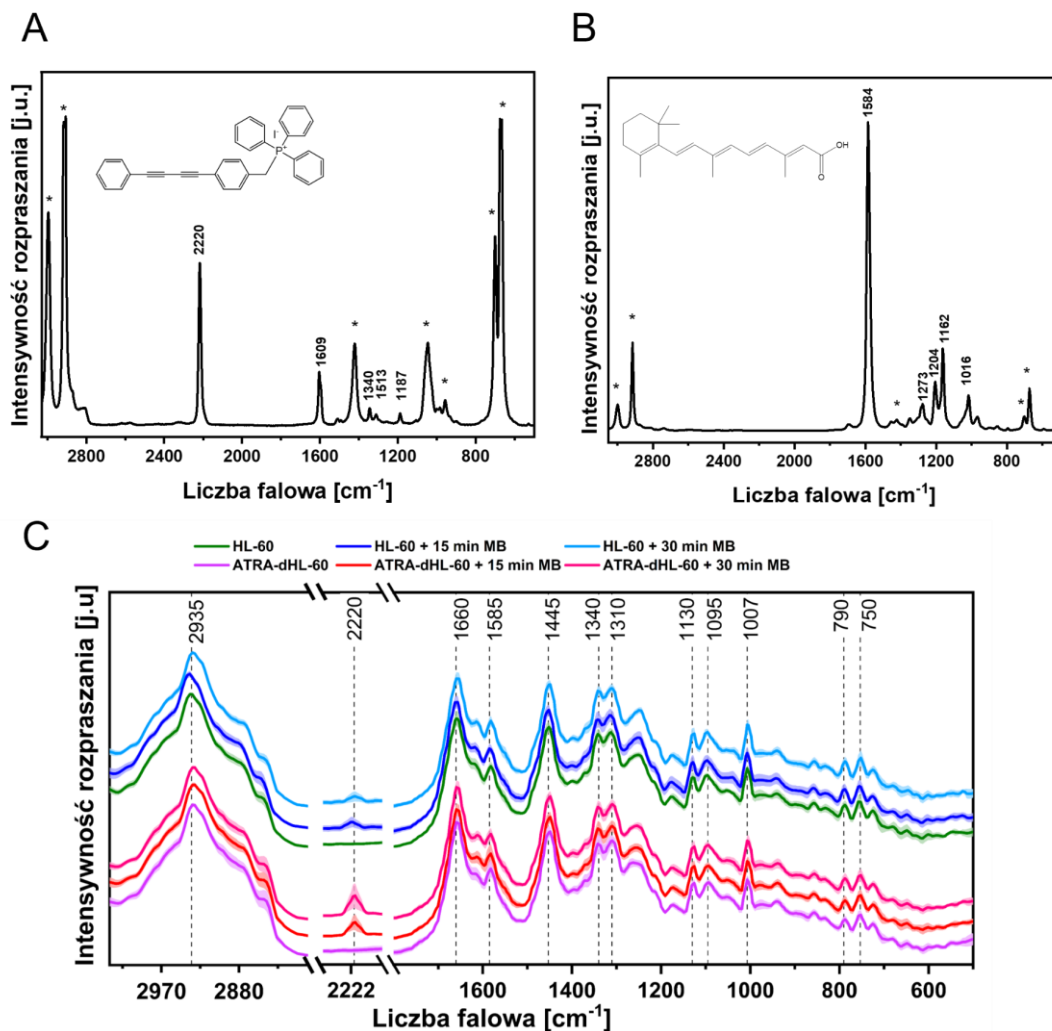 A
Intensywność rozpraszania [j.u.]
* * 2220 1609 * 1340 1513 1187 * * * *
I⁻
P⁺
2800 2400 2000 1600 1200 800
Liczba falowa [cm⁻¹]
B
Intensywność rozpraszania [j.u.]
* * 1584 * 1273 1204 1162 1016 * *
OH
O
2800 2400 2000 1600 1200 800
Liczba falowa [cm⁻¹]
C
HL-60 HL-60 + 15 min MB HL-60 + 30 min MB
ATRA-dHL-60 ATRA-dHL-60 + 15 min MB ATRA-dHL-60 + 30 min MB
Intensywność rozpraszania [j.u]
2935 2220 1660 1585 1445 1340 1310 1130 1095 1007 790 750
2970 2880 2222 1600 1400 1200 1000 800 600
Liczba falowa [cm⁻¹]